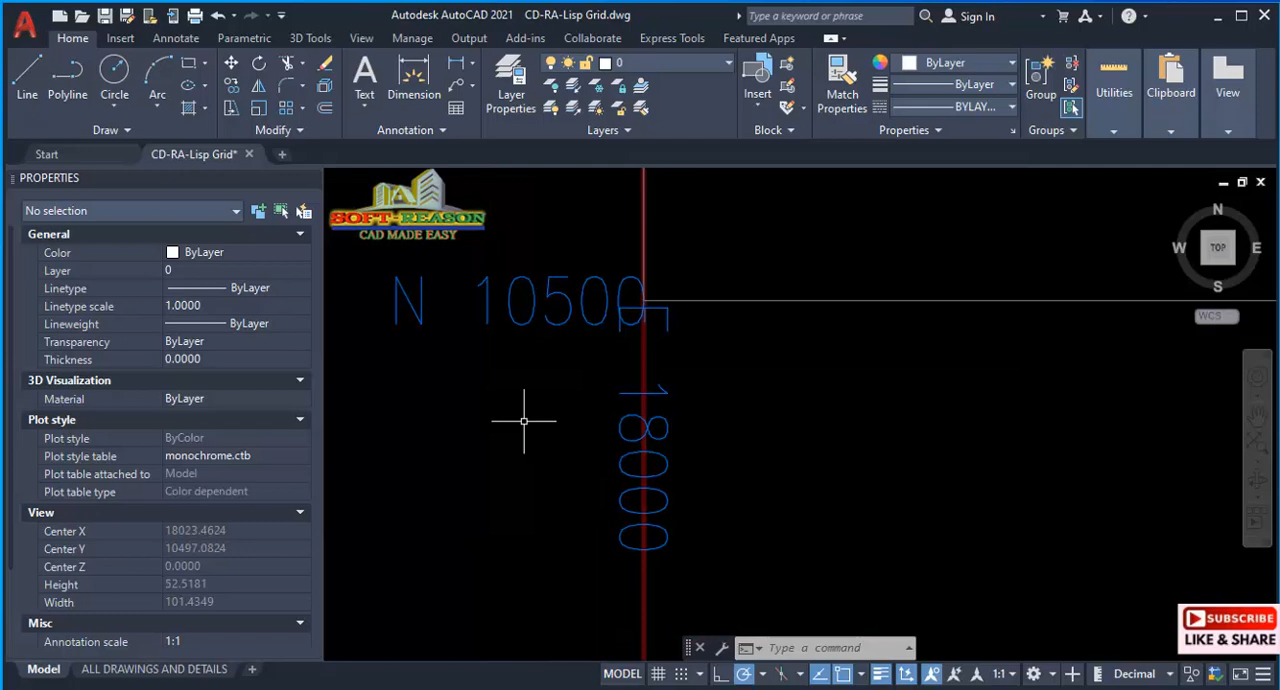 Autodesk AutoCAD 2021 CD-RA-Lisp Grid.dwg
Type a keyword or phrase
Sign In
Home Insert Annotate Parametric 3D Tools View Manage Output Add-ins Collaborate Express Tools Featured Apps
Line Polyline Circle Arc
Draw
Modify
Text Dimension
Annotation
Layer
Properties
0
Layers
Insert
Block
Match
Properties
ByLayer
ByLayer
BYLAY...
Properties
Group
Groups
Utilities
Clipboard
View
Start
CD-RA-Lisp Grid*
PROPERTIES
No selection
General
Color ByLayer
Layer 0
Linetype ByLayer
Linetype scale 1.0000
Lineweight ByLayer
Transparency ByLayer
Thickness 0.0000
3D Visualization
Material ByLayer
Plot style
Plot style ByColor
Plot style table monochrome.ctb
Plot table attached to Model
Plot table type Color dependent
View
Center X 18023.4624
Center Y 10497.0824
Center Z 0.0000
Height 52.5181
Width 101.4349
Misc
Annotation scale 1:1
SOFT-REASON
CAD MADE EASY
N 10500
E 18000
N
W TOP E
S
WCS
SUBSCRIBE
LIKE & SHARE
Type a command
Model
ALL DRAWINGS AND DETAILS
MODEL
1:1
Decimal